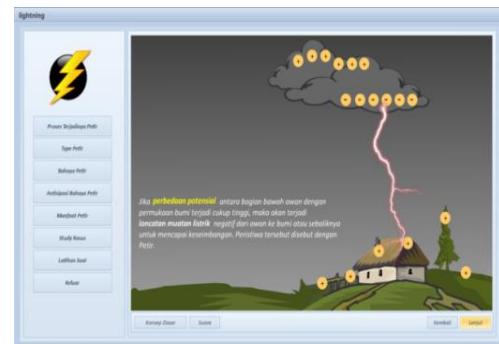 lightning
Proses Terjadinya Petir
Type Petir
Bahaya Petir
Antisipasi Bahaya Petir
Manfaat Petir
Study Kasus
Latihan Soal
Keluar
Jika perbedaan potensial antara bagian bawah awan dengan
permukaan bumi terjadi cukup tinggi, maka akan terjadi
loncatan muatan listrik negatif dari awan ke bumi atau sebaliknya
untuk mencapai keseimbangan. Peristiwa tersebut disebut dengan
Petir.
Konsep Dasar
Suara
Kembali
Lanjut